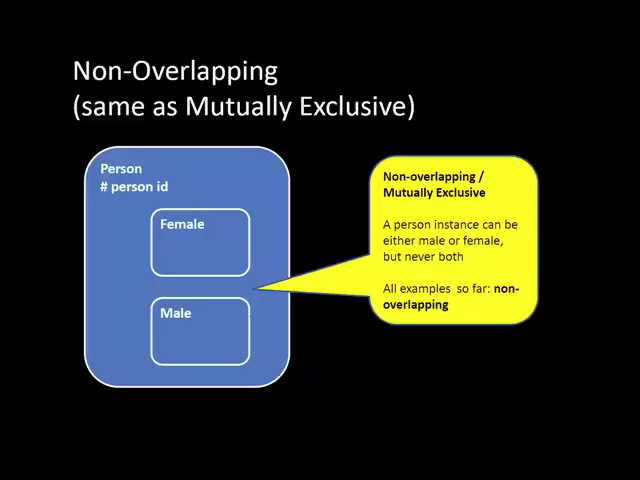 Non-Overlapping
(same as Mutually Exclusive)
Person
# person id
Female
Male
Non-overlapping /
Mutually Exclusive
A person instance can be
either male or female,
but never both
All examples so far: non-
overlapping